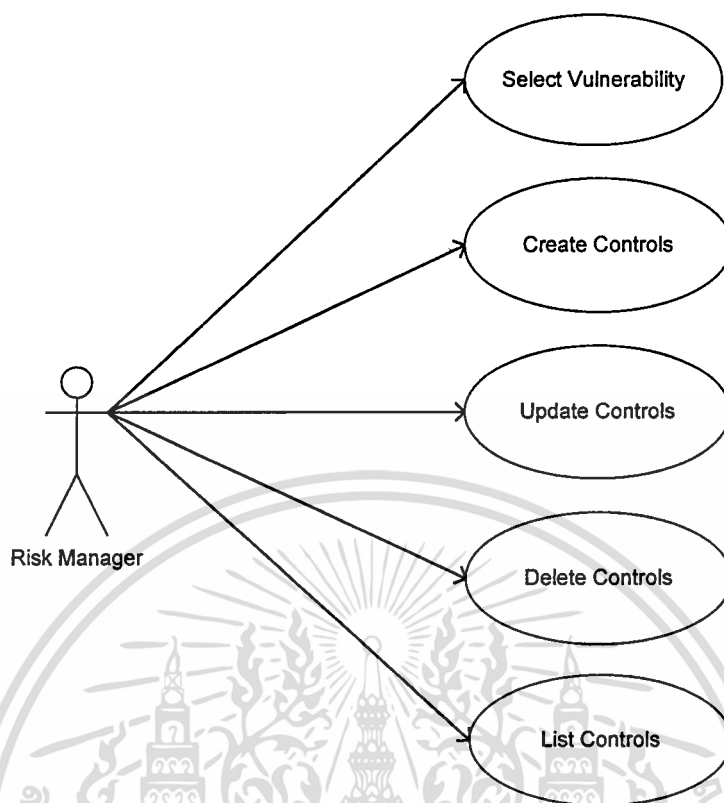 Select Vulnerability
Create Controls
Update Controls
Risk Manager
Delete Controls
List Controls